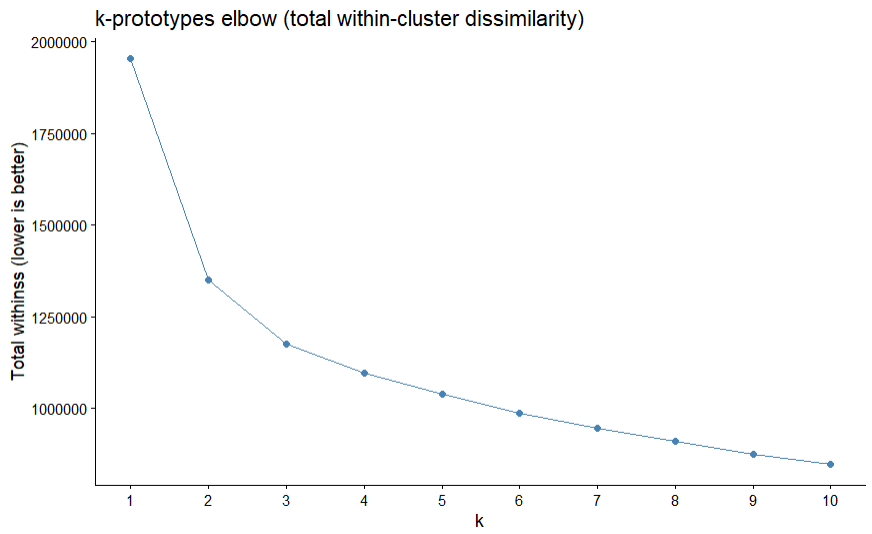 k-prototypes elbow (total within-cluster dissimilarity)
Total withinss (lower is better)
2000000
1750000
1500000
1250000
1000000
1 2 3 4 5 6 7 8 9 10
k